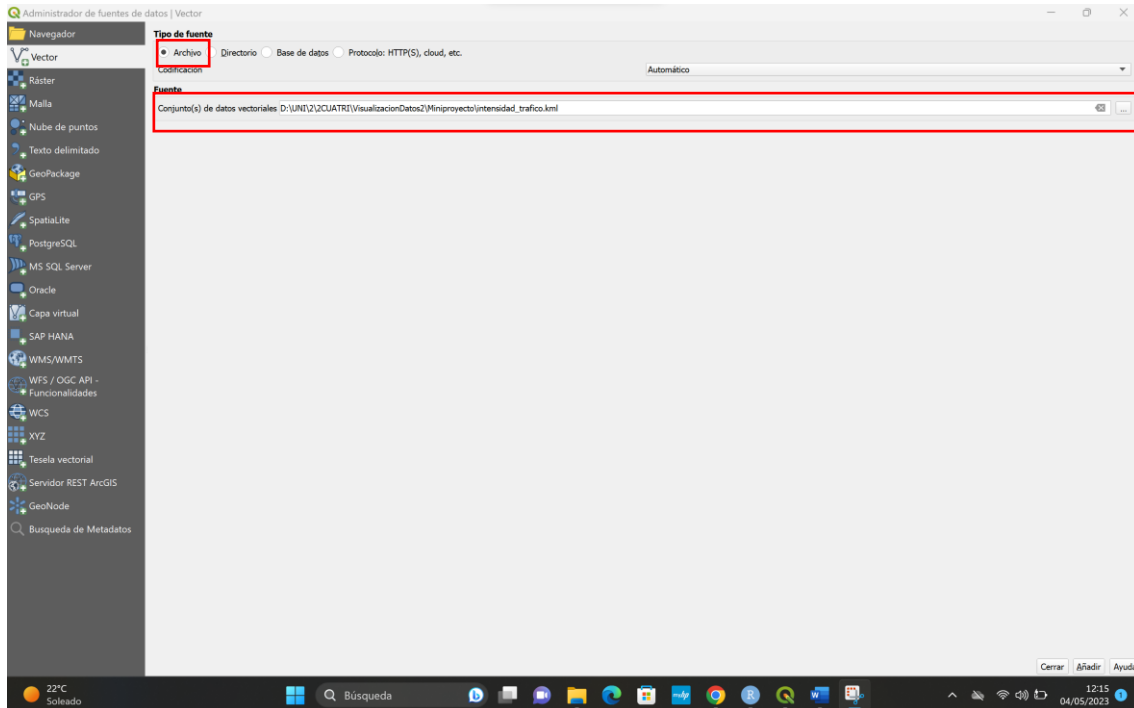 Administrador de fuentes de datos | Vector
Navegador
Vector
Ráster
Malla
Nube de puntos
Texto delimitado
GeoPackage
GPS
SpatiaLite
PostgreSQL
MS SQL Server
Oracle
Capa virtual
SAP HANA
WMS/WMTS
WFS / OGC API -
Funcionalidades
WCS
XYZ
Tesela vectorial
Servidor REST ArcGIS
GeoNode
Busqueda de Metadatos
Tipo de fuente
Archivo Directorio Base de datos Protocolo: HTTP(S), cloud, etc.
Codificación Automático
Fuente
Conjunto(s) de datos vectoriales D:\UNI\2\2CUATRI\VisualizacionDatos2\Miniproyecto\intensidad_trafico.kml ...
Cerrar Añadir Ayuda
22°C
Soleado
Búsqueda
12:15
04/05/2023
1